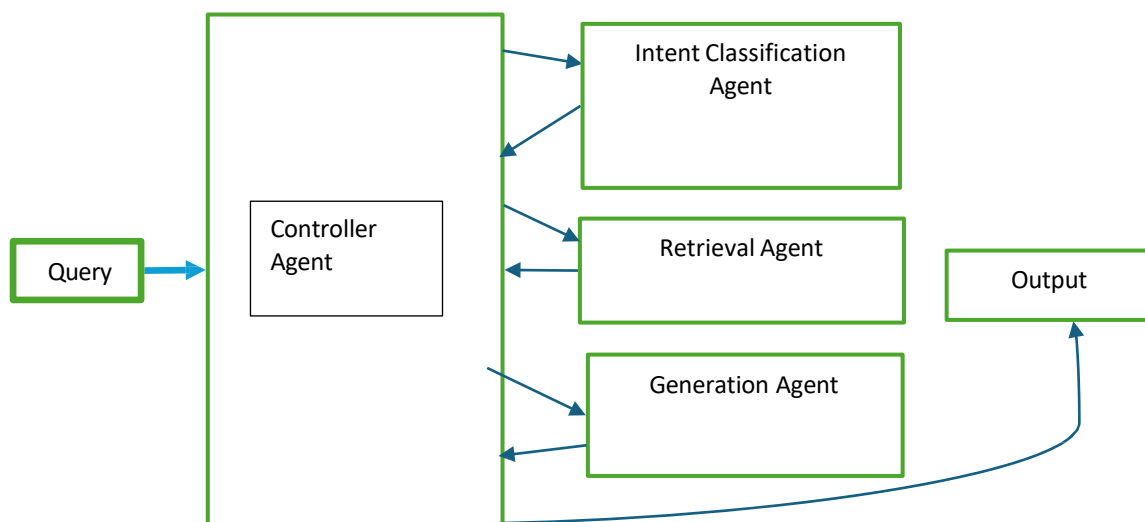 Query
Controller
Agent
Intent Classification
Agent
Retrieval Agent
Generation Agent
Output